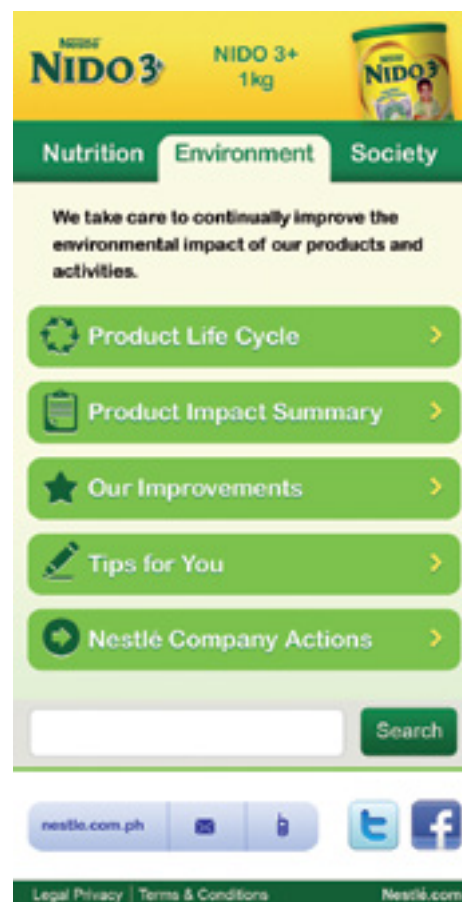 Nestlé
NIDO 3+
NIDO 3+
1kg
NIDO 3+
Nutrition
Environment
Society
We take care to continually improve the
environmental impact of our products and
activities.
Product Life Cycle
Product Impact Summary
Our Improvements
Tips for You
Nestlé Company Actions
Search
nestle.com.ph
Legal Privacy | Terms & Conditions
Nestlé.com